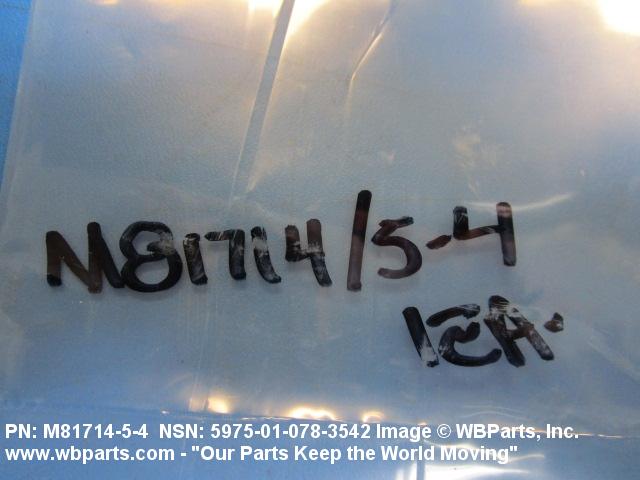 M81714/5-4
1EA.
PN: M81714-5-4 NSN: 5975-01-078-3542 Image © WBParts, Inc.
www.wbparts.com - "Our Parts Keep the World Moving"